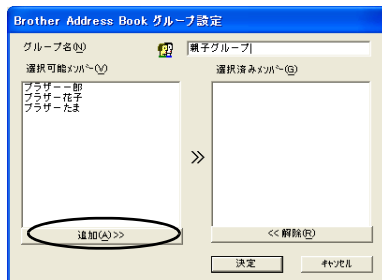 Brother Address Book グループ設定
グループ名(N)
親子グループ
選択可能メンバー(V)
選択済みメンバー(G)
ブラザー一郎
ブラザー花子
ブラザーたま
>>
追加(A)>>
<<解除(R)
決定
キャンセル